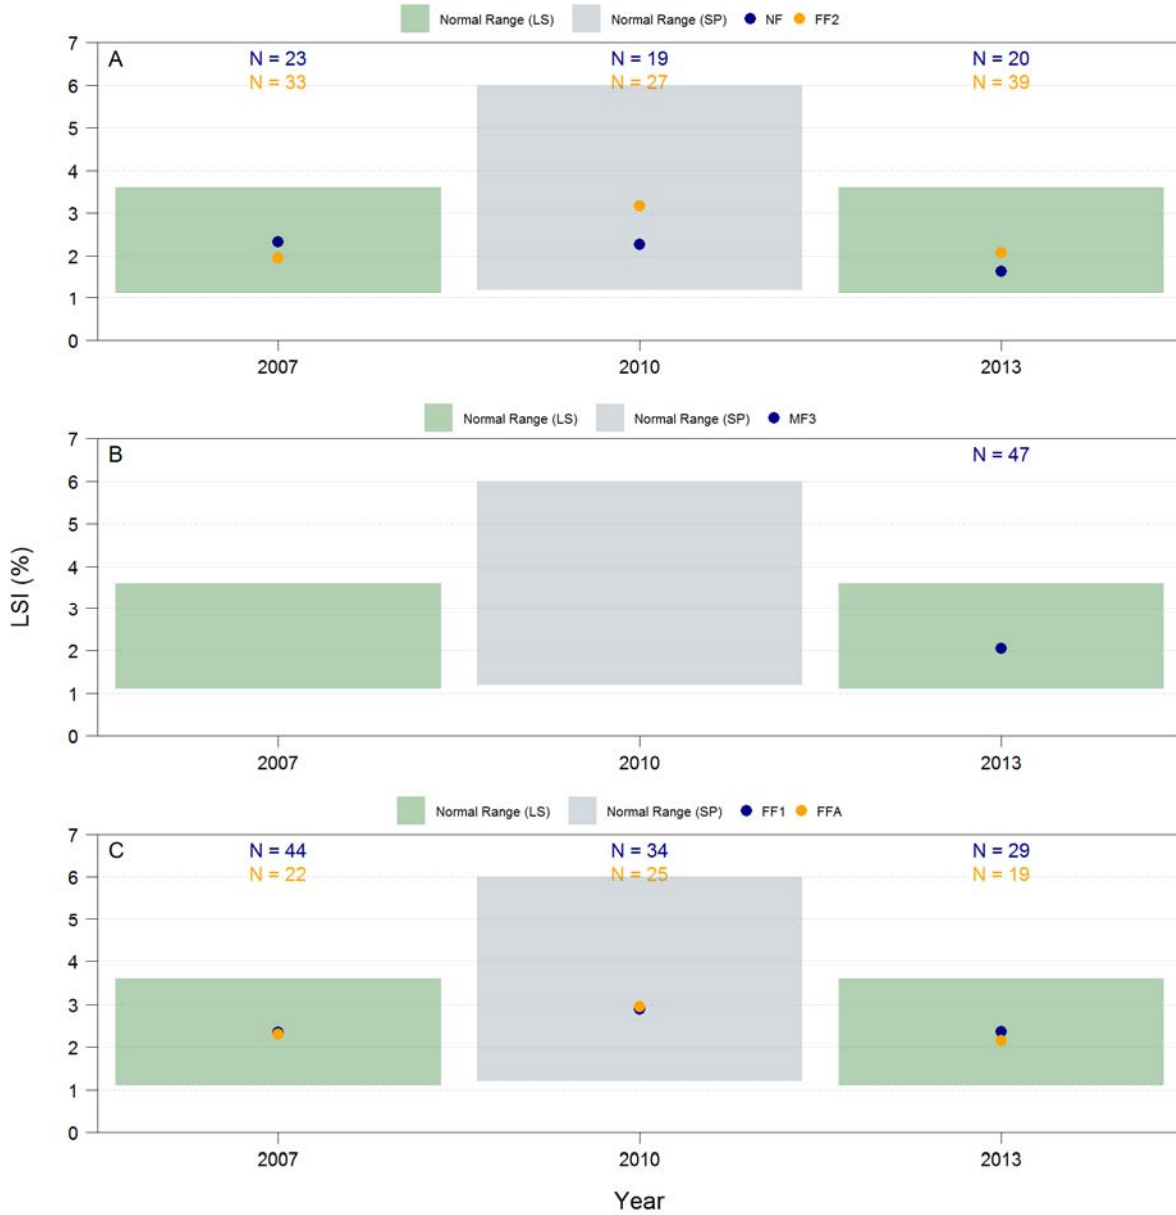 Normal Range (LS) Normal Range (SP) NF FF2
7
A N = 23 N = 19 N = 20
N = 33 N = 27 N = 39
6
5
4
3
2
1
0
2007 2010 2013
Normal Range (LS) Normal Range (SP) MF3
7
B N = 47
6
5
4
3
2
1
0
2007 2010 2013
LSI (%)
Normal Range (LS) Normal Range (SP) FF1 FFA
7
C N = 44 N = 34 N = 29
N = 22 N = 25 N = 19
6
5
4
3
2
1
0
2007 2010 2013
Year